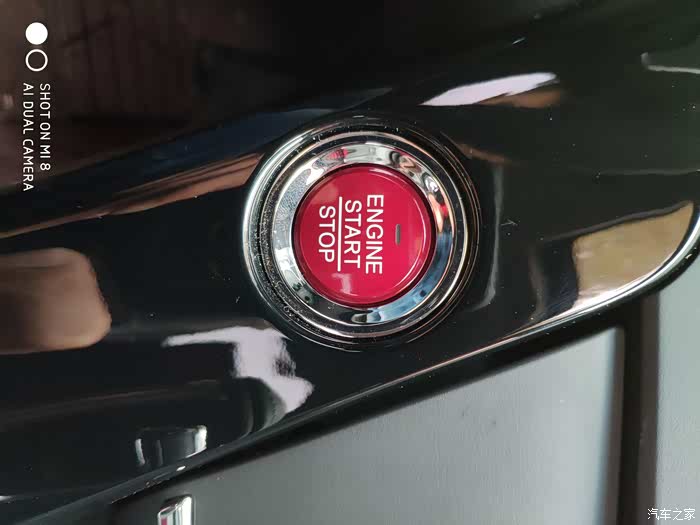 SHOT ON MI 8
AI DUAL CAMERA
ENGINE
START
STOP
汽车之家